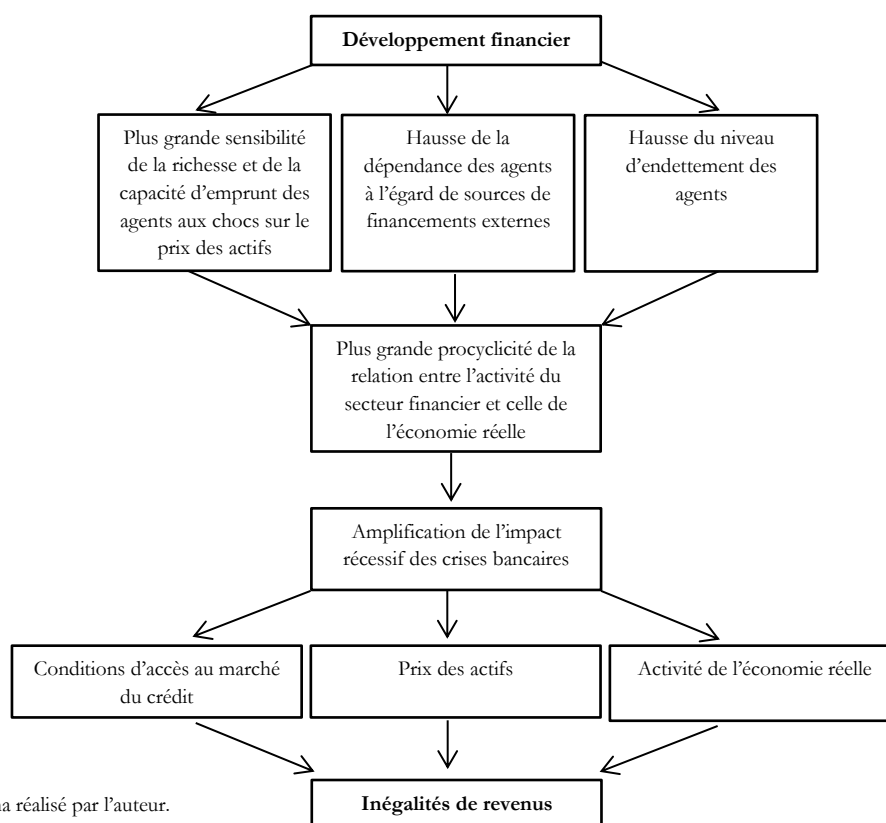 Développement financier
Plus grande sensibilité
de la richesse et de la
capacité d'emprunt des
agents aux chocs sur le
prix des actifs
Hausse de la
dépendance des agents
à l'égard de sources de
financements externes
Hausse du niveau
d'endettement des
agents
Plus grande procyclicité de la
relation entre l'activité du
secteur financier et celle de
l'économie réelle
Amplification de l'impact
récessif des crises bancaires
Conditions d'accès au marché
du crédit
Prix des actifs
Activité de l'économie réelle
Inégalités de revenus
réalisé par l'auteur.